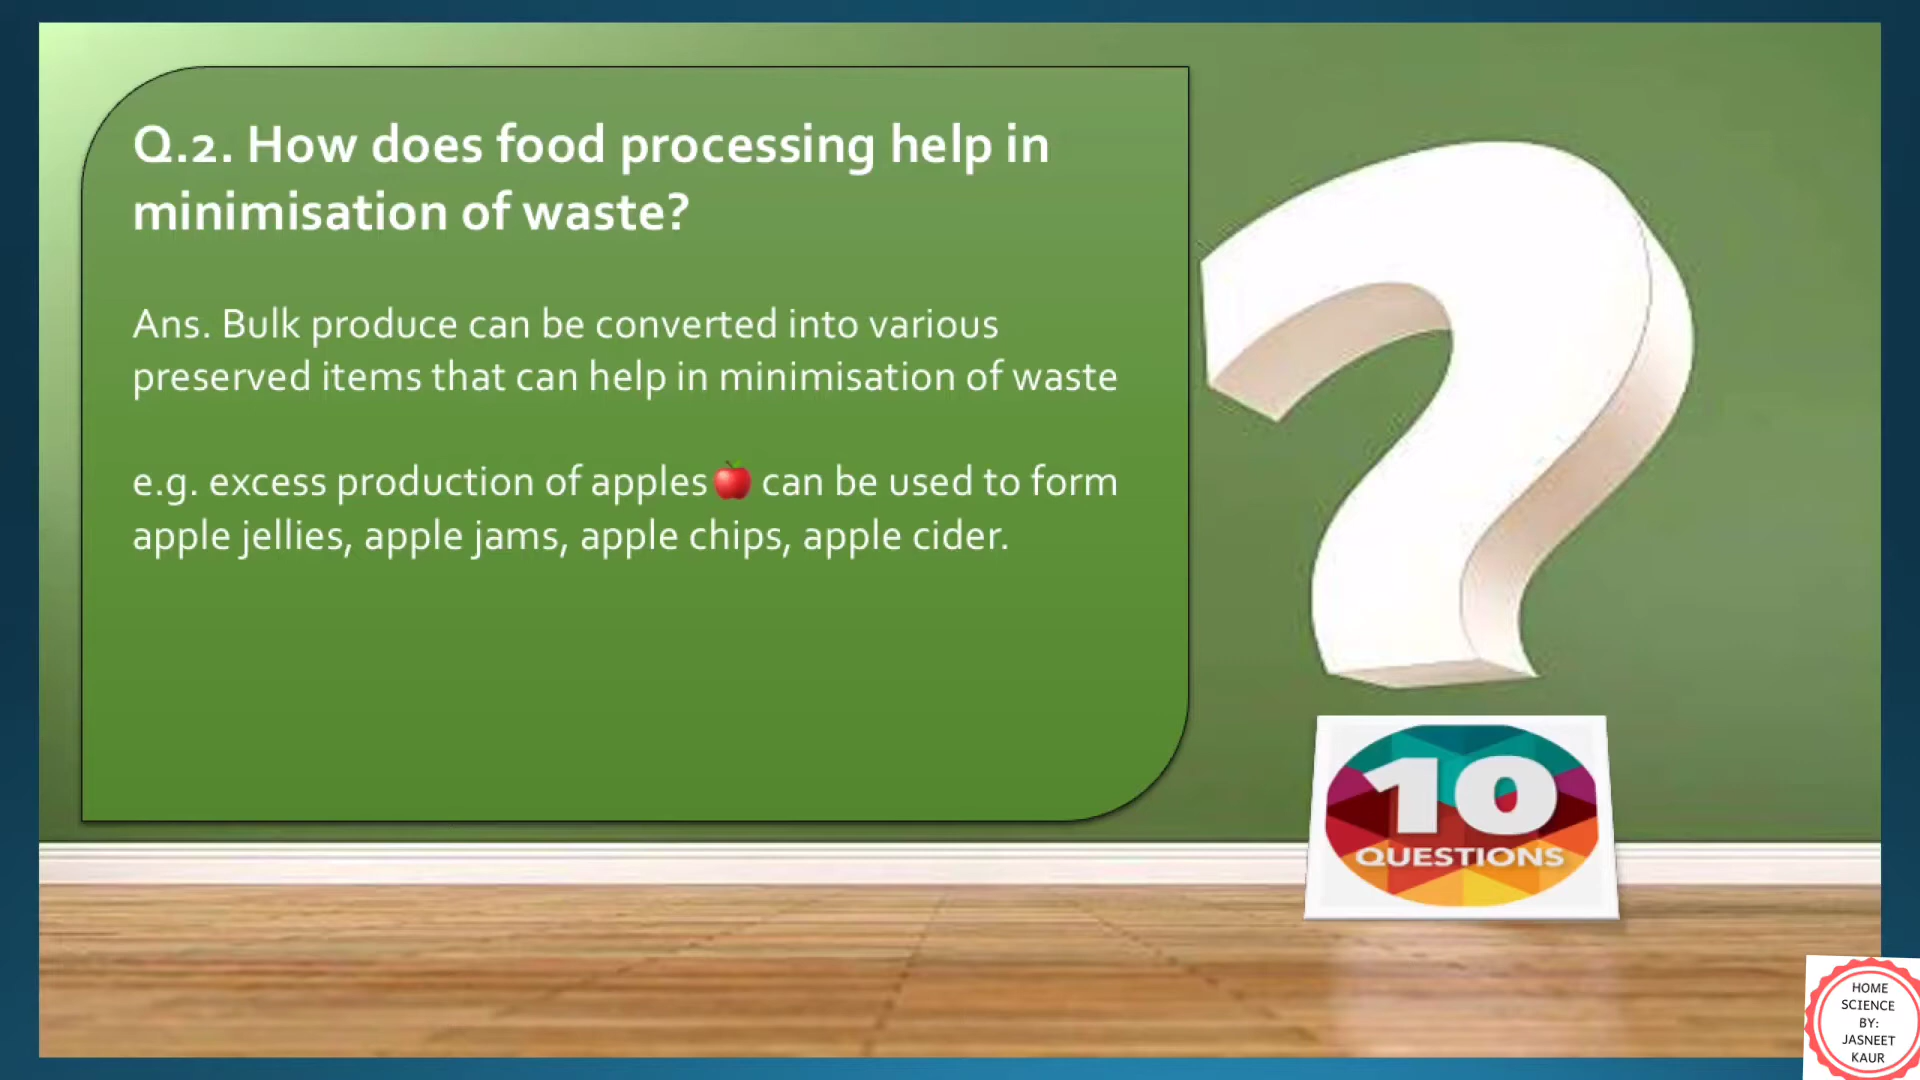 Q.2. How does food processing help in
minimisation of waste?
Ans. Bulk produce can be converted into various
preserved items that can help in minimisation of waste
e.g. excess production of apples🍎 can be used to form
apple jellies, apple jams, apple chips, apple cider.
10
QUESTIONS
HOME
SCIENCE
BY:
JASNEET
KAUR